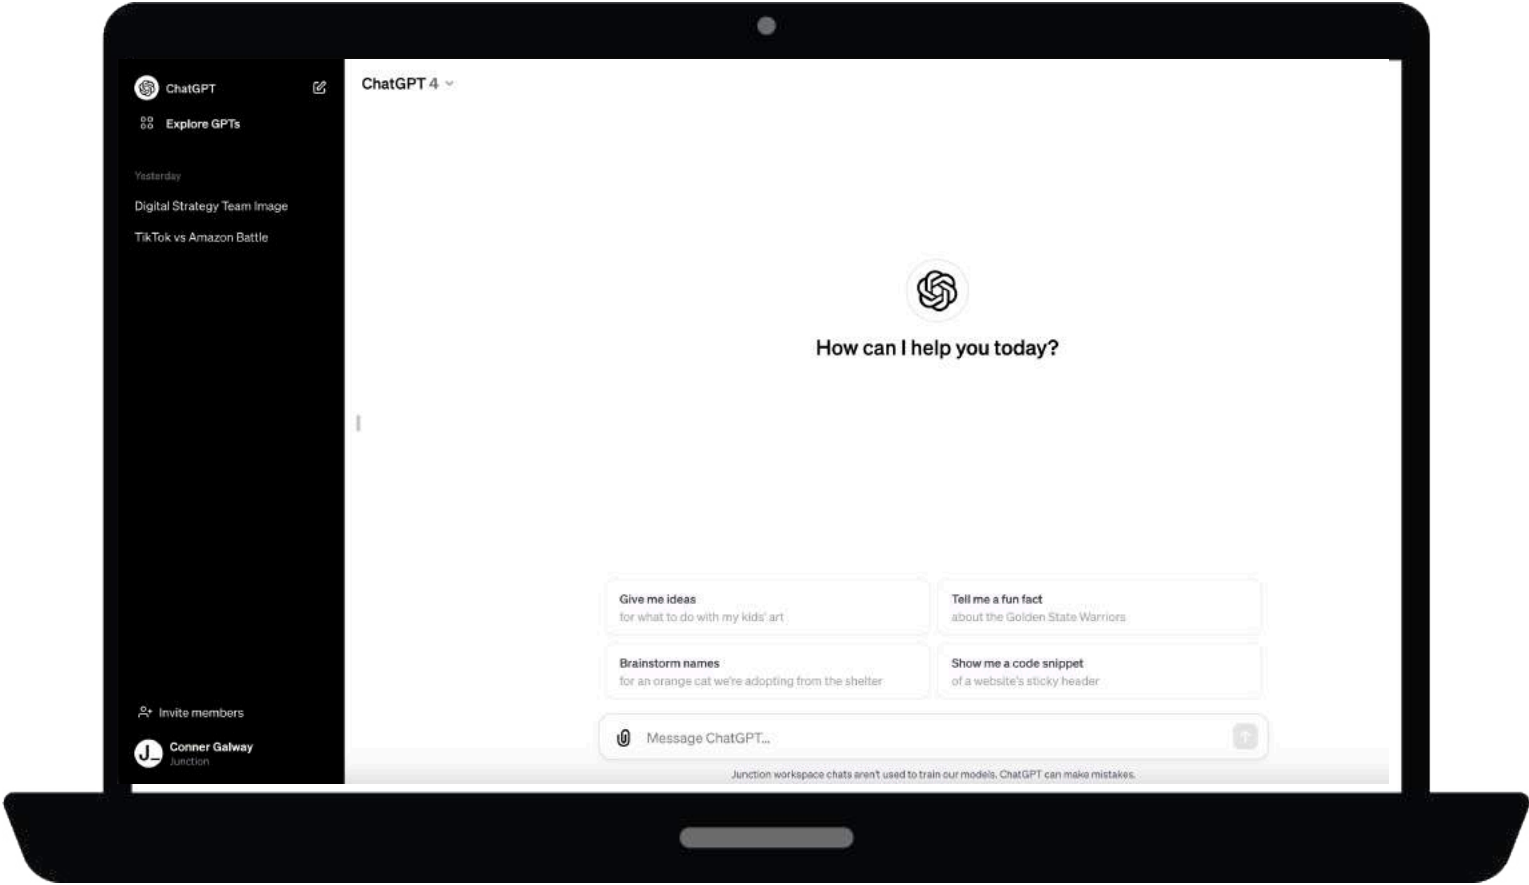 ChatGPT
Explore GPTs
Yesterday
Digital Strategy Team Image
TikTok vs Amazon Battle
Invite members
J_
Conner Galway
Junction
ChatGPT 4
How can I help you today?
Give me ideas
for what to do with my kids' art
Tell me a fun fact
about the Golden State Warriors
Brainstorm names
for an orange cat we're adopting from the shelter
Show me a code snippet
of a website's sticky header
Message ChatGPT...
Junction workspace chats aren't used to train our models. ChatGPT can make mistakes.